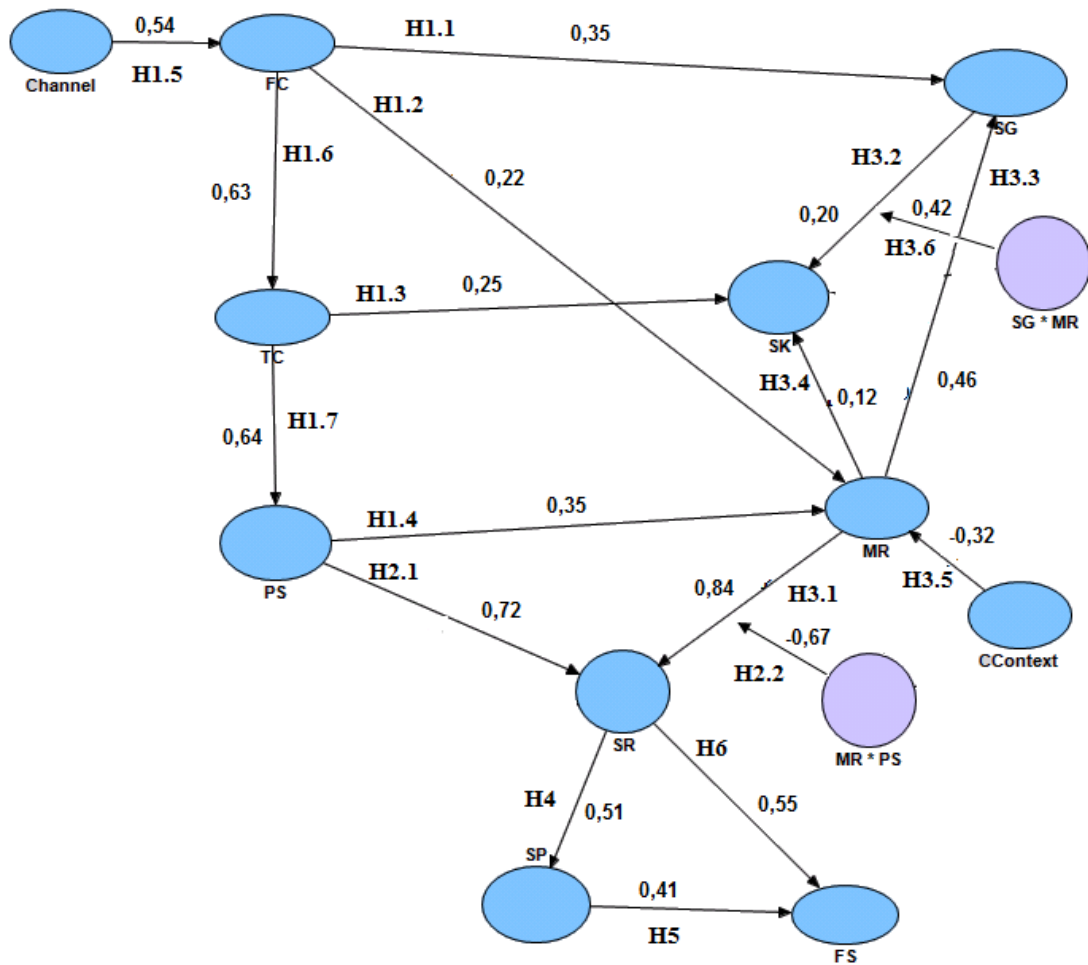 0,54
H1.5
Channel
FC
H1.1
0,35
SG
H1.2
H1.6
0,63
0,22
H3.2
H3.3
0,20
0,42
H3.6
SG * MR
H1.3
0,25
TC
SK
H3.4
0,12
0,46
H1.7
0,64
H1.4
0,35
MR
-0,32
H3.5
CContext
PS
H2.1
0,72
0,84
H3.1
-0,67
H2.2
MR * PS
SR
H6
H4
0,51
0,55
SP
0,41
H5
FS